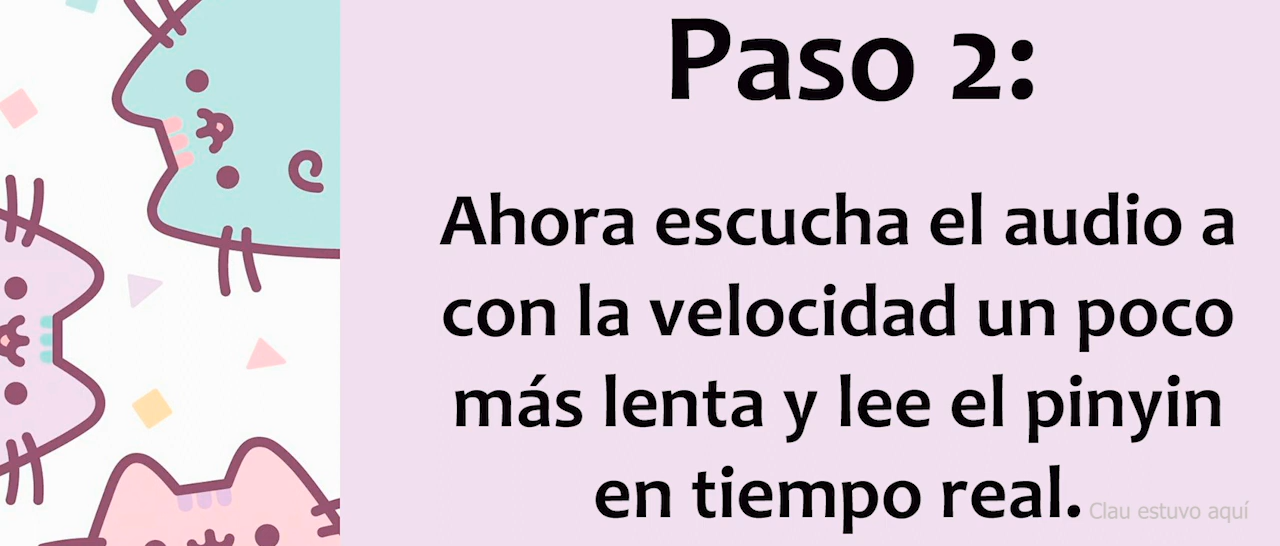 Paso 2:
Ahora escucha el audio a
con la velocidad un poco
más lenta y lee el pinyin
en tiempo real.
Clau estuvo aquí